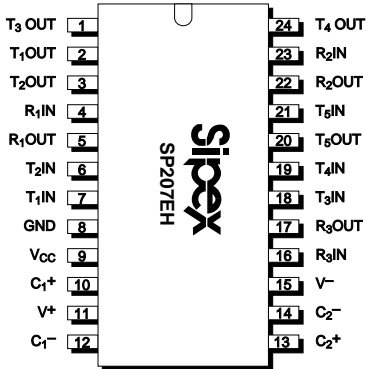 T3 OUT 1 24 T4 OUT
T1OUT 2 23 R2IN
T2OUT 3 22 R2OUT
R1IN 4 21 T5IN
R1OUT 5 20 T5OUT
T2IN 6 19 T4IN
T1IN 7 18 T3IN
GND 8 17 R3OUT
VCC 9 16 R3IN
C1+ 10 15 V–
V+ 11 14 C2–
C1– 12 13 C2+
Sipex
SP207EH